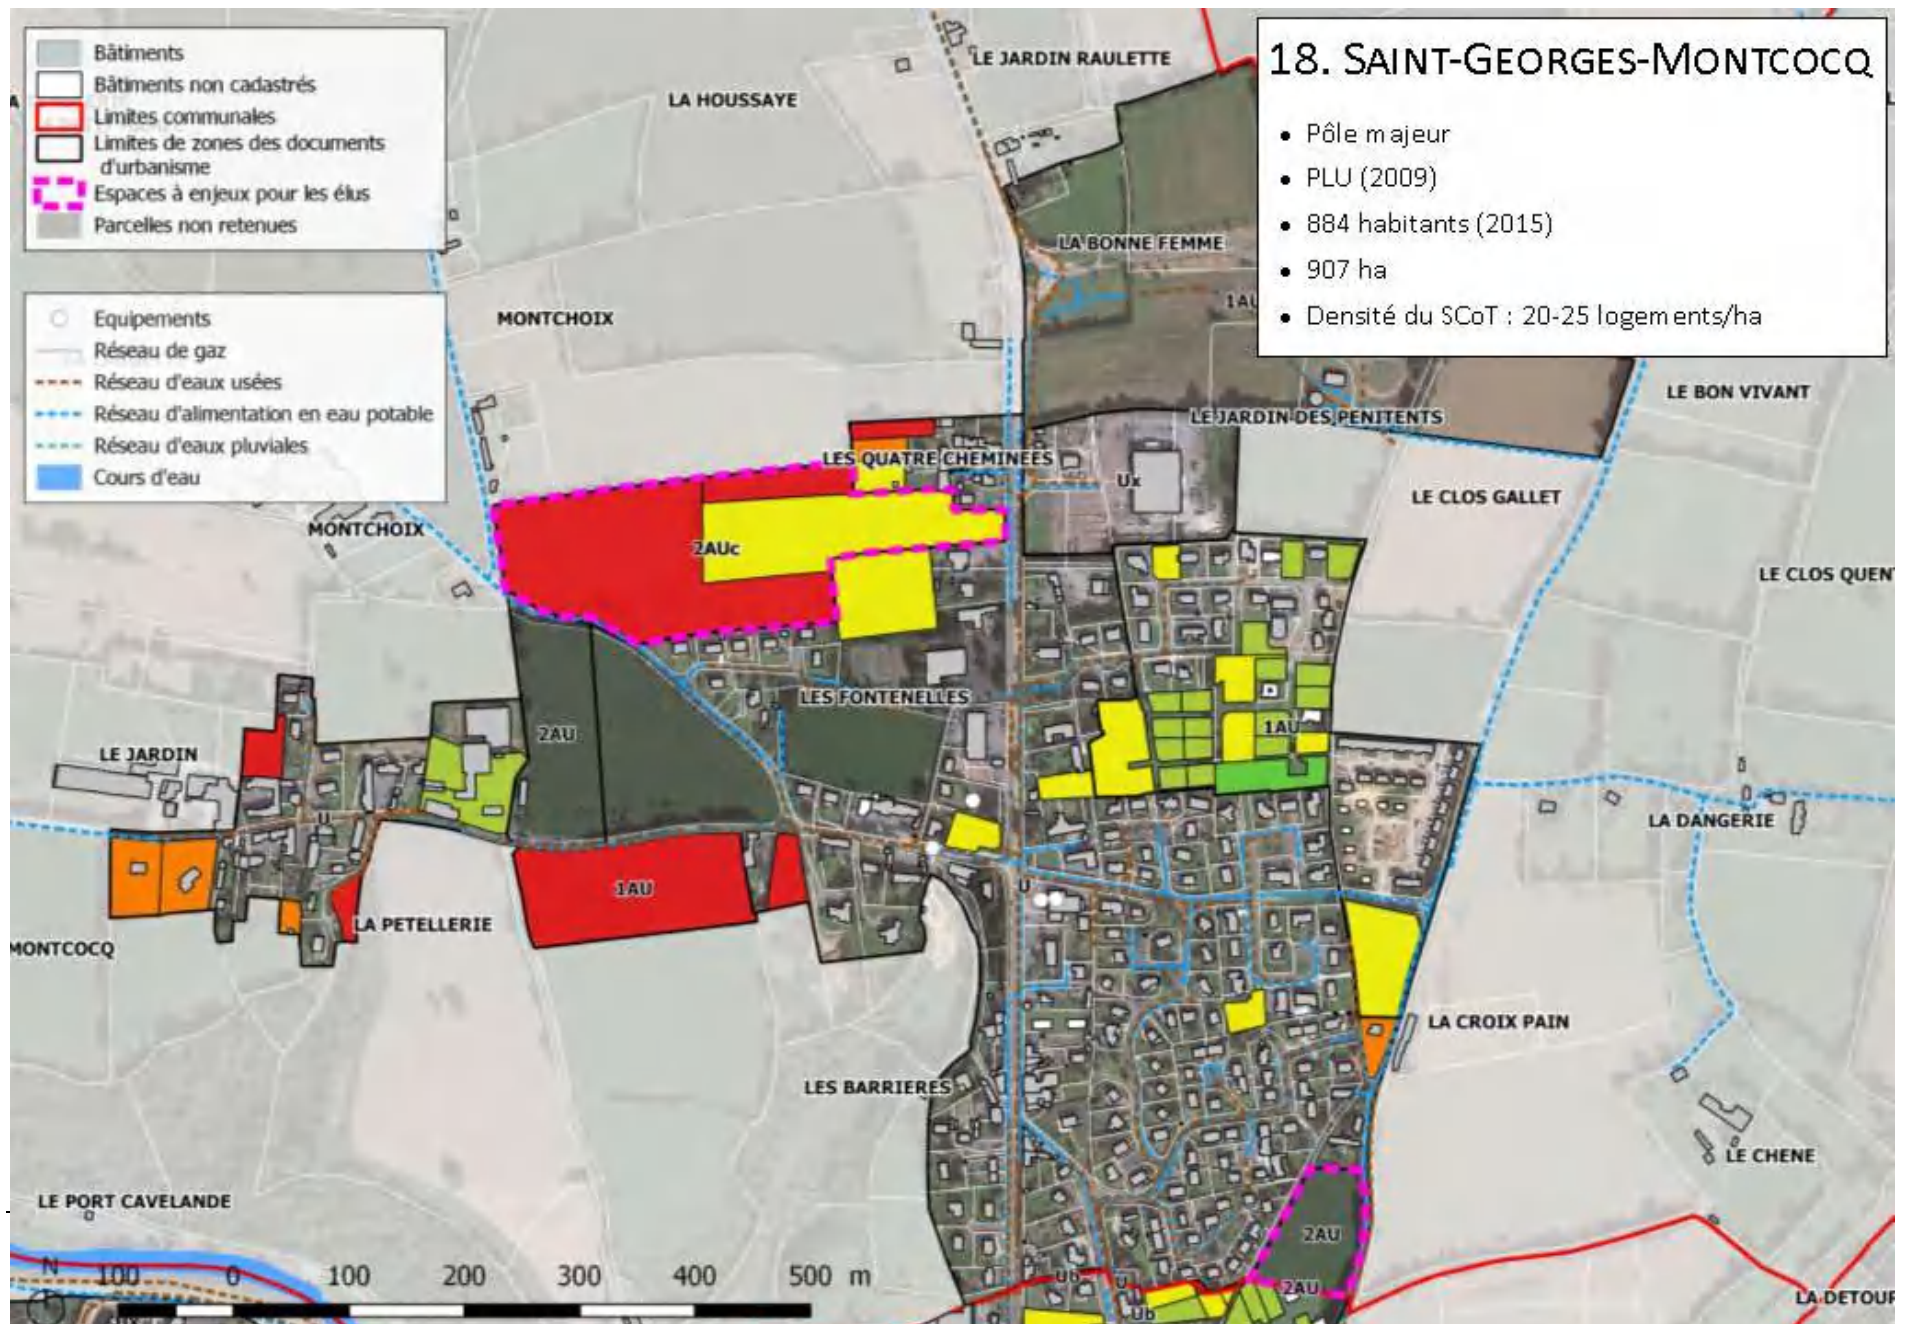 Bâtiments
Bâtiments non cadastrés
Limites communales
Limites de zones des documents
d'urbanisme
Espaces à enjeux pour les élus
Parcelles non retenues
Equipements
Réseau de gaz
Réseau d'eaux usées
Réseau d'alimentation en eau potable
Réseau d'eaux pluviales
Cours d'eau
18. SAINT-GEORGES-MONTCOCQ
• Pôle majeur
• PLU (2009)
• 884 habitants (2015)
• 907 ha
• Densité du SCoT : 20-25 logements/ha
LE JARDIN RAULETTE
LA HOUSSAYE
LA BONNE FEMME
1AU
MONTCHOIX
LE BON VIVANT
LE JARDIN DES PENITENTS
LES QUATRE CHEMINEES
Ux
LE CLOS GALLET
MONTCHOIX
2AUc
LE CLOS QUEN
LES FONTENELLES
2AU
1AU
LE JARDIN
U
LA DANGERIE
1AU
U
LA PETELLERIE
MONTCOCQ
LA CROIX PAIN
LES BARRIERES
LE CHENE
LE PORT CAVELANDE
2AU
N
100 0 100 200 300 400 500 m
Ub
U
2AU
LA DETOUR
Ub